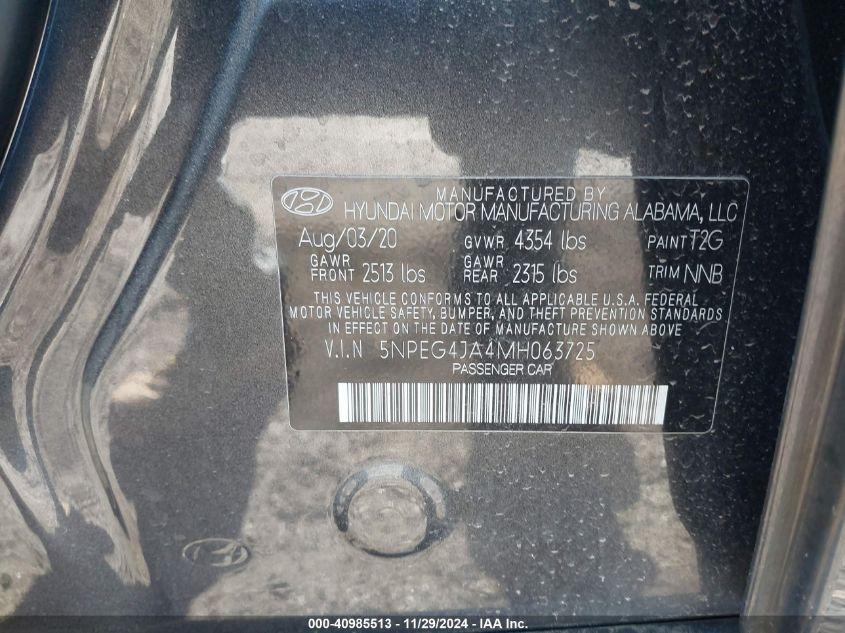 MANUFACTURED BY
HYUNDAI MOTOR MANUFACTURING ALABAMA, LLC
Aug/03/20 GVWR 4354 lbs PAINT T2G
GAWR FRONT 2513 lbs GAWR REAR 2315 lbs TRIM NNB
THIS VEHICLE CONFORMS TO ALL APPLICABLE U.S.A. FEDERAL
MOTOR VEHICLE SAFETY, BUMPER, AND THEFT PREVENTION STANDARDS
IN EFFECT ON THE DATE OF MANUFACTURE SHOWN ABOVE
V.I.N 5NPEG4JA4MH063725
PASSENGER CAR
000-40985513 - 11/29/2024 - IAA Inc.